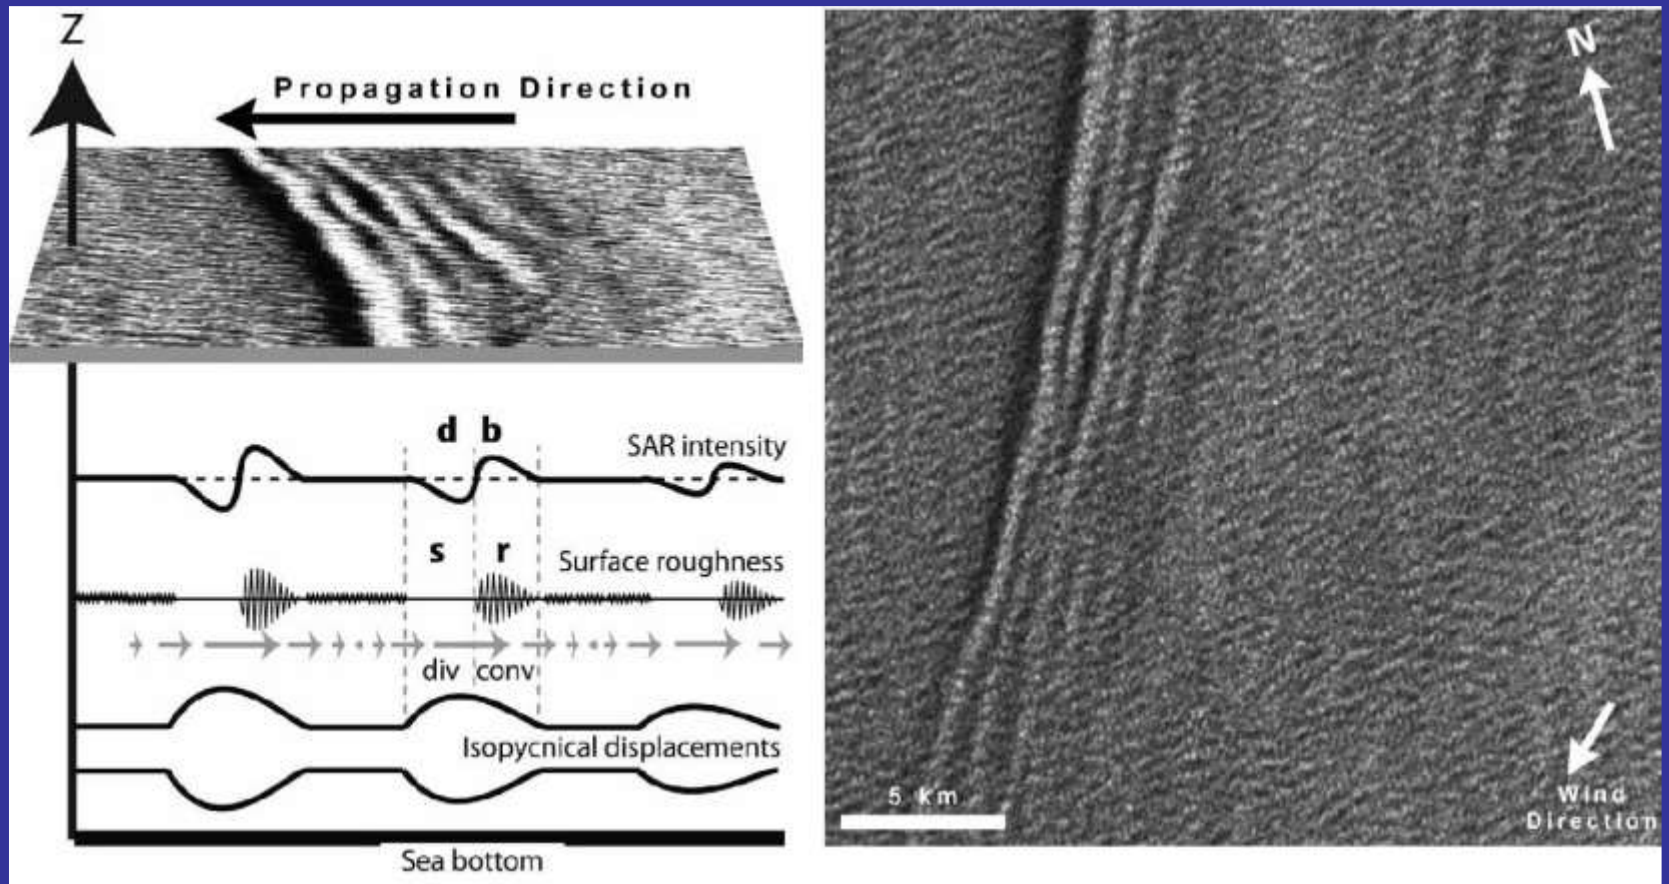 Z
Propagation Direction
d b
SAR intensity
s r
Surface roughness
div conv
Isopycnical displacements
Sea bottom
N
5 km
Wind
Direction